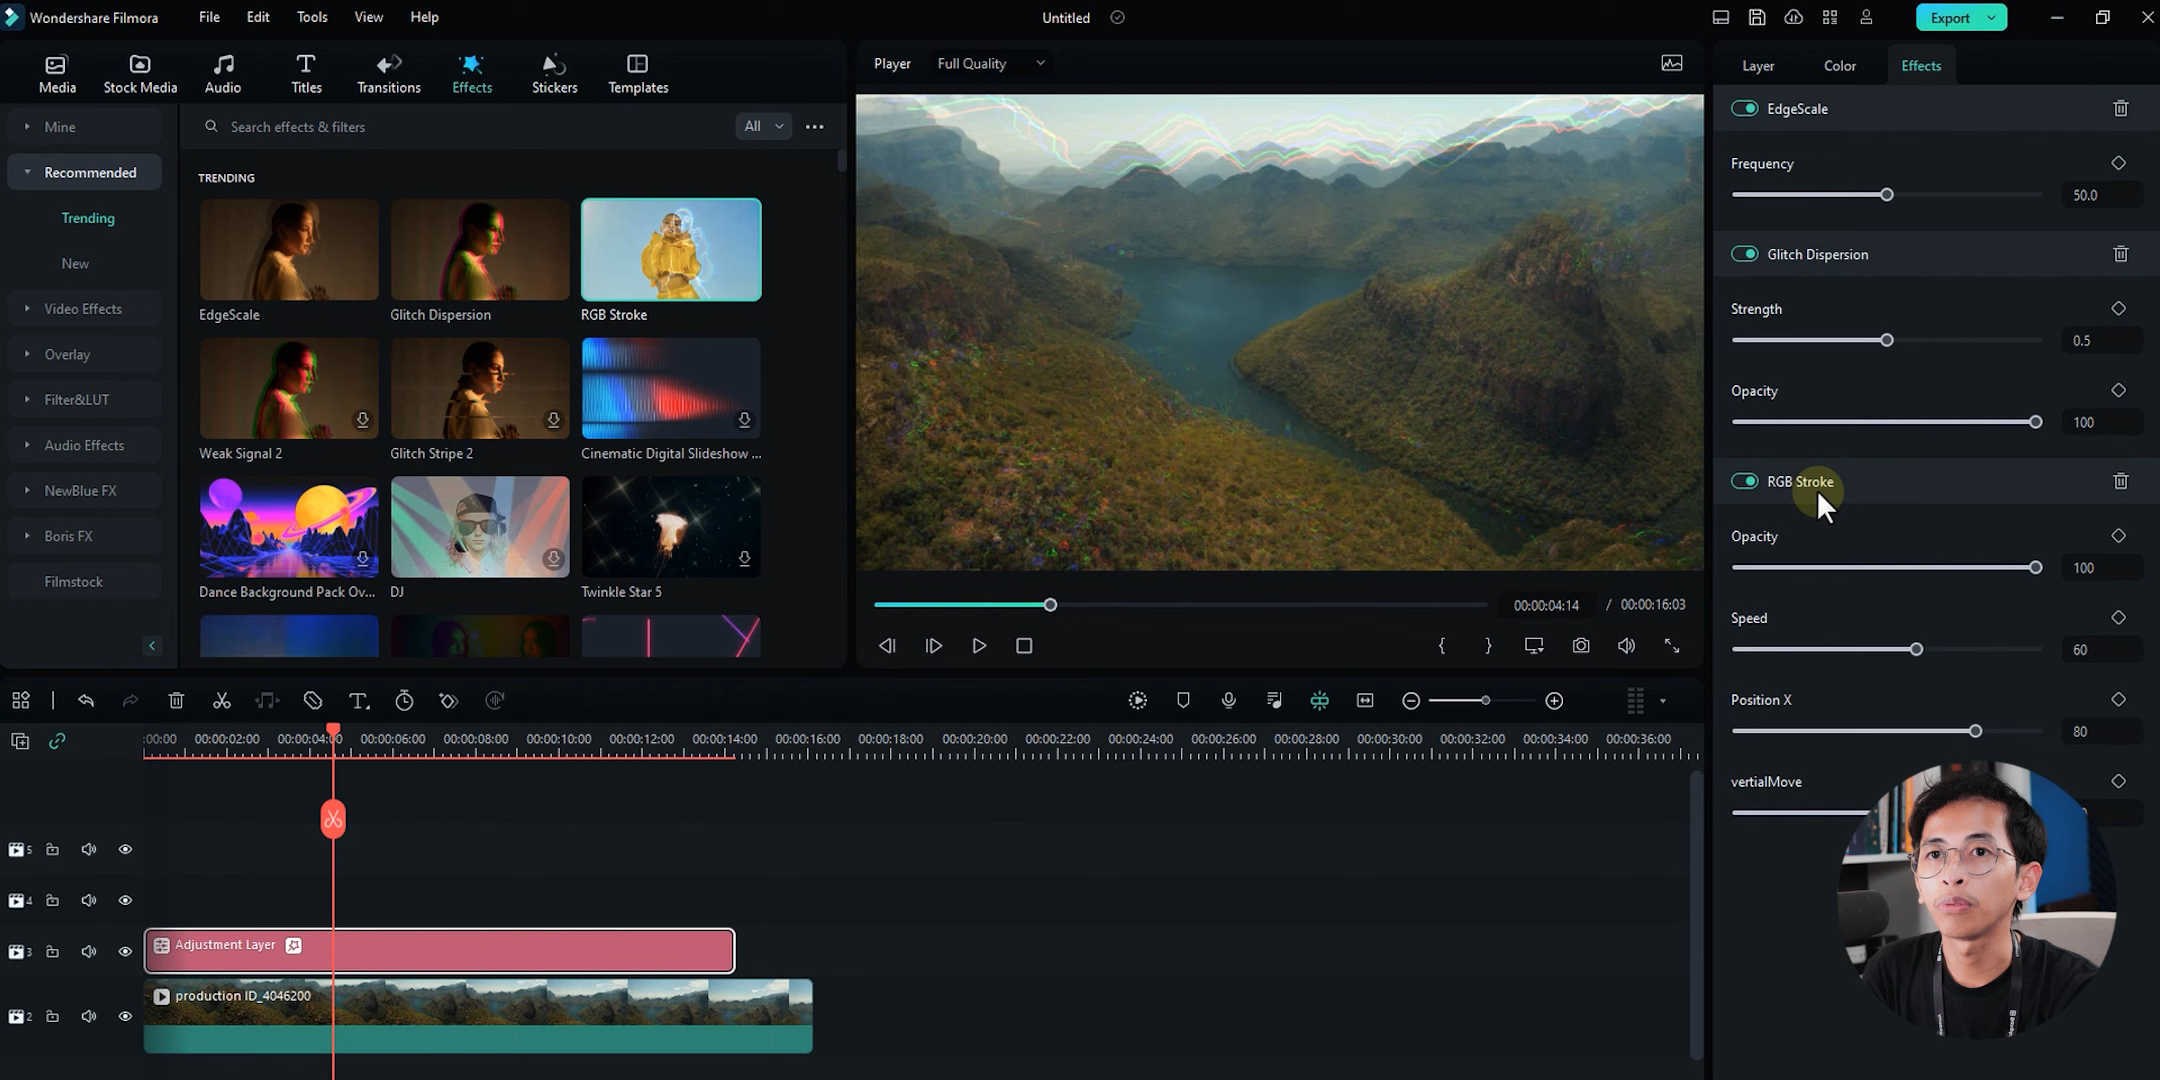 Wondershare Filmora File Edit Tools View Help Untitled Export
Media Stock Media Audio Titles Transitions Effects Stickers Templates
Player Full Quality
Layer Color Effects
Mine
Recommended
Trending
New
Video Effects
Overlay
Filter&LUT
Audio Effects
NewBlue FX
Boris FX
Filmstock
Search effects & filters All
TRENDING
EdgeScale Glitch Dispersion RGB Stroke
Weak Signal 2 Glitch Stripe 2 Cinematic Digital Slideshow ...
Dance Background Pack Ov... DJ Twinkle Star 5
00:00:04:14 / 00:00:16:03
EdgeScale
Frequency
50.0
Glitch Dispersion
Strength
0.5
Opacity
100
RGB Stroke
Opacity
100
Speed
60
Position X
80
vertialMove
:00:00 00:00:02:00 00:00:04:00 00:00:06:00 00:00:08:00 00:00:10:00 00:00:12:00 00:00:14:00 00:00:16:00 00:00:18:00 00:00:20:00 00:00:22:00 00:00:24:00 00:00:26:00 00:00:28:00 00:00:30:00 00:00:32:00 00:00:34:00 00:00:36:00
5
4
3 Adjustment Layer
production ID_4046200
2